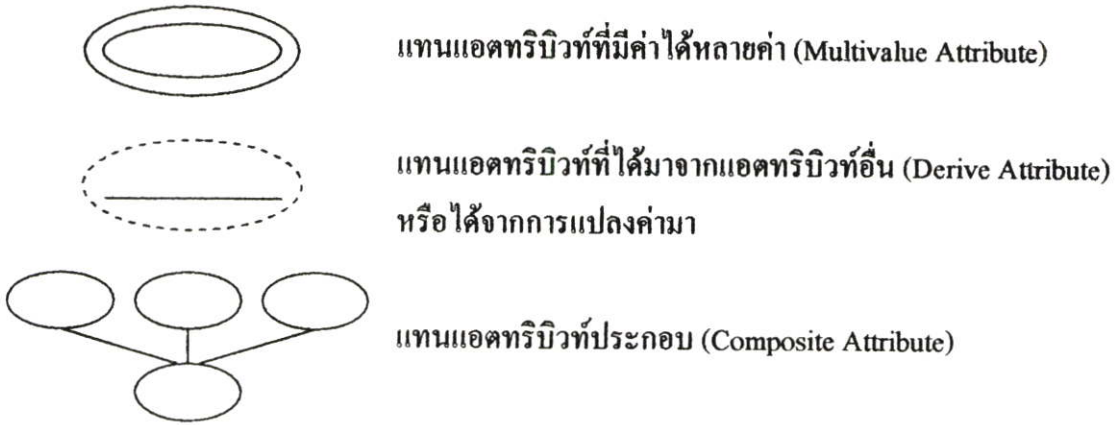 แทนแอตทริบิวท์ที่มีค่าได้หลายค่า (Multivalue Attribute)
แทนแอตทริบิวท์ที่ได้มาจากแอตทริบิวท์อื่น (Derive Attribute)
หรือได้จากการแปลงค่ามา
แทนแอตทริบิวท์ประกอบ (Composite Attribute)